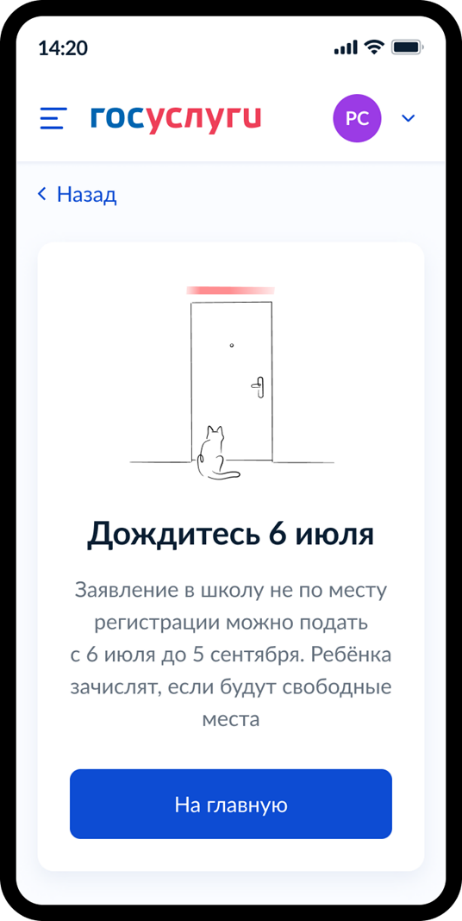 14:20
госуслуги
РС
Назад
Дождитесь 6 июля
Заявление в школу не по месту
регистрации можно подать
с 6 июля до 5 сентября. Ребёнка
зачислят, если будут свободные
места
На главную